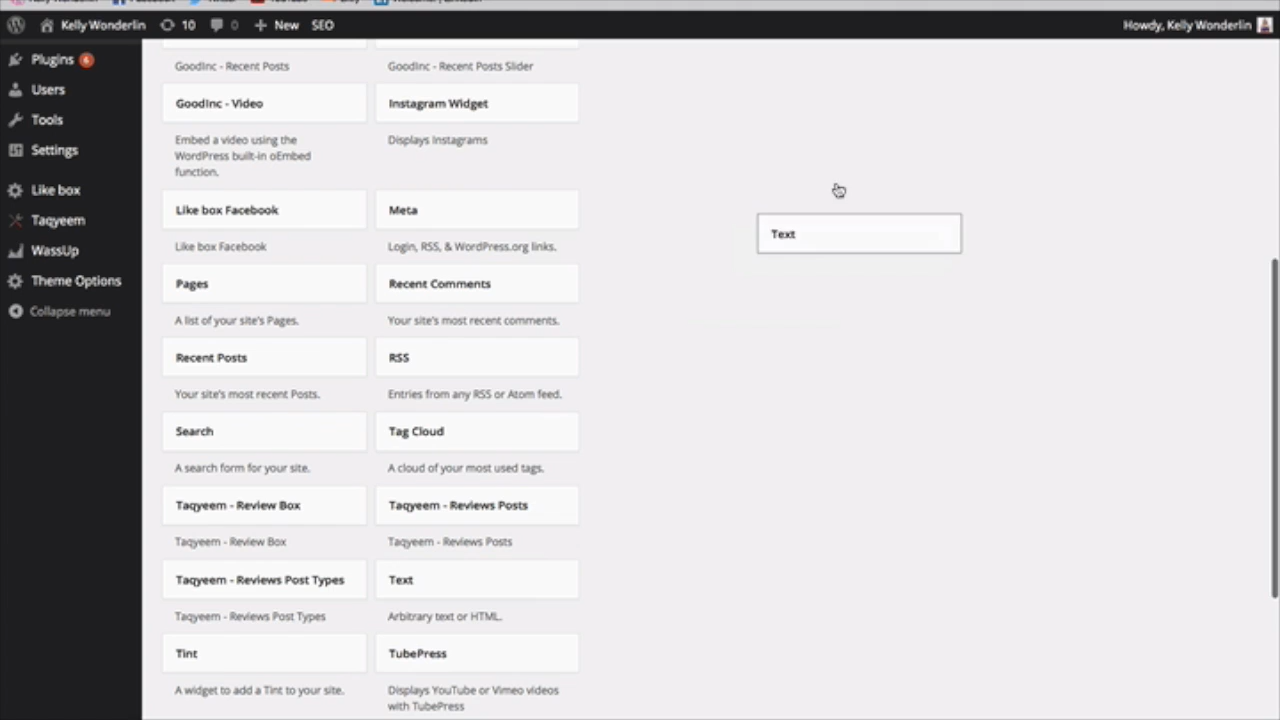 Kelly Wonderlin 10 0 New SEO Howdy, Kelly Wonderlin
Plugins 6
Users
Tools
Settings
Like box
Taqyeem
WassUp
Theme Options
Collapse menu
GoodInc - Recent Posts
GoodInc - Recent Posts Slider
GoodInc - Video
Instagram Widget
Embed a video using the
WordPress built-in oEmbed
function.
Displays Instagrams
Like box Facebook
Meta
Like box Facebook
Login, RSS, & WordPress.org links.
Pages
Recent Comments
A list of your site's Pages.
Your site's most recent comments.
Recent Posts
RSS
Your site's most recent Posts.
Entries from any RSS or Atom feed.
Search
Tag Cloud
A search form for your site.
A cloud of your most used tags.
Taqyeem - Review Box
Taqyeem - Reviews Posts
Taqyeem - Review Box
Taqyeem - Reviews Posts
Taqyeem - Reviews Post Types
Text
Taqyeem - Reviews Post Types
Arbitrary text or HTML.
Tint
TubePress
A widget to add a Tint to your site.
Displays YouTube or Vimeo videos
with TubePress
Text